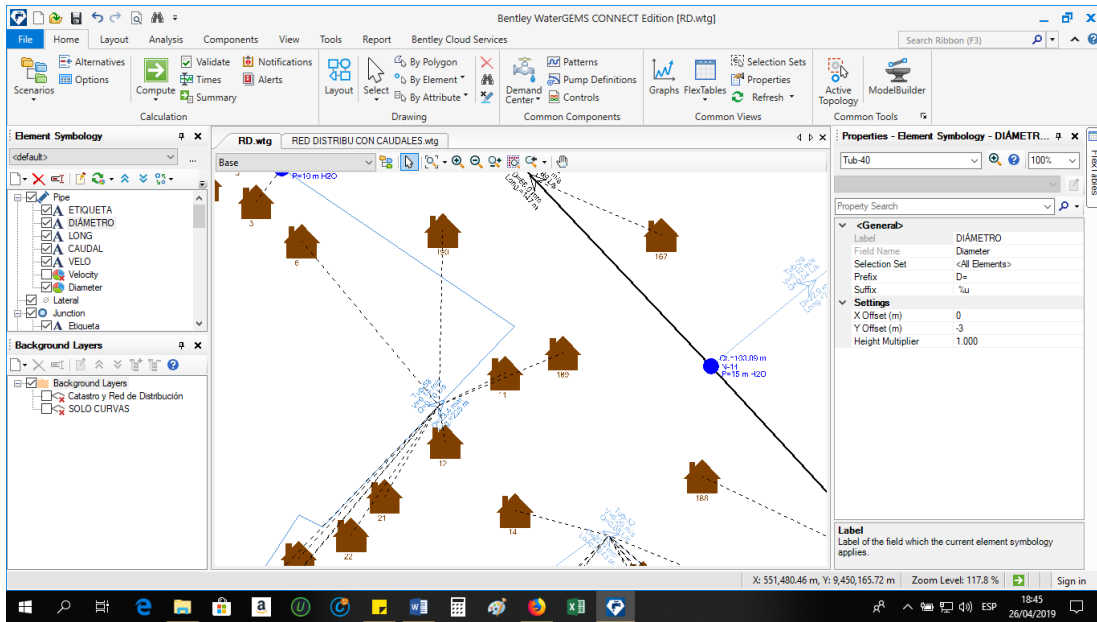 Bentley WaterGEMS CONNECT Edition [RD.wtg]
File Home Layout Analysis Components View Tools Report Bentley Cloud Services Search Ribbon (F3)
Scenarios
Alternatives
Options
Compute
Validate
Times
Summary
Notifications
Alerts
Calculation
Layout
Select
By Polygon
By Element
By Attribute
Drawing
Demand Center
Patterns
Pump Definitions
Controls
Common Components
Graphs
FlexTables
Selection Sets
Properties
Refresh
Common Views
Active Topology
ModelBuilder
Common Tools
Element Symbology
<default>
...
Pipe
ETIQUETA
DIÁMETRO
LONG
CAUDAL
VELO
Velocity
Diameter
Lateral
Junction
Etiqueta
Background Layers
Background Layers
Catastro y Red de Distribución
SOLO CURVAS
RD.wtg RED DISTRIBU CON CAUDALES.wtg
Base
P=10 m H2O
3
6
190
167
189
11
12
21
22
14
188
Ct.=103.09 m
N-14
P=15 m H2O
Properties - Element Symbology - DIÁMETR...
Tub-40
100%
Property Search
<General>
Label DIÁMETRO
Field Name Diameter
Selection Set <All Elements>
Prefix D=
Suffix %u
Settings
X Offset (m) 0
Y Offset (m) -3
Height Multiplier 1.000
Label
Label of the field which the current element symbology
applies.
FlexTables
X: 551,480.46 m, Y: 9,450,165.72 m Zoom Level: 117.8 % Sign in
ESP
18:45
26/04/2019